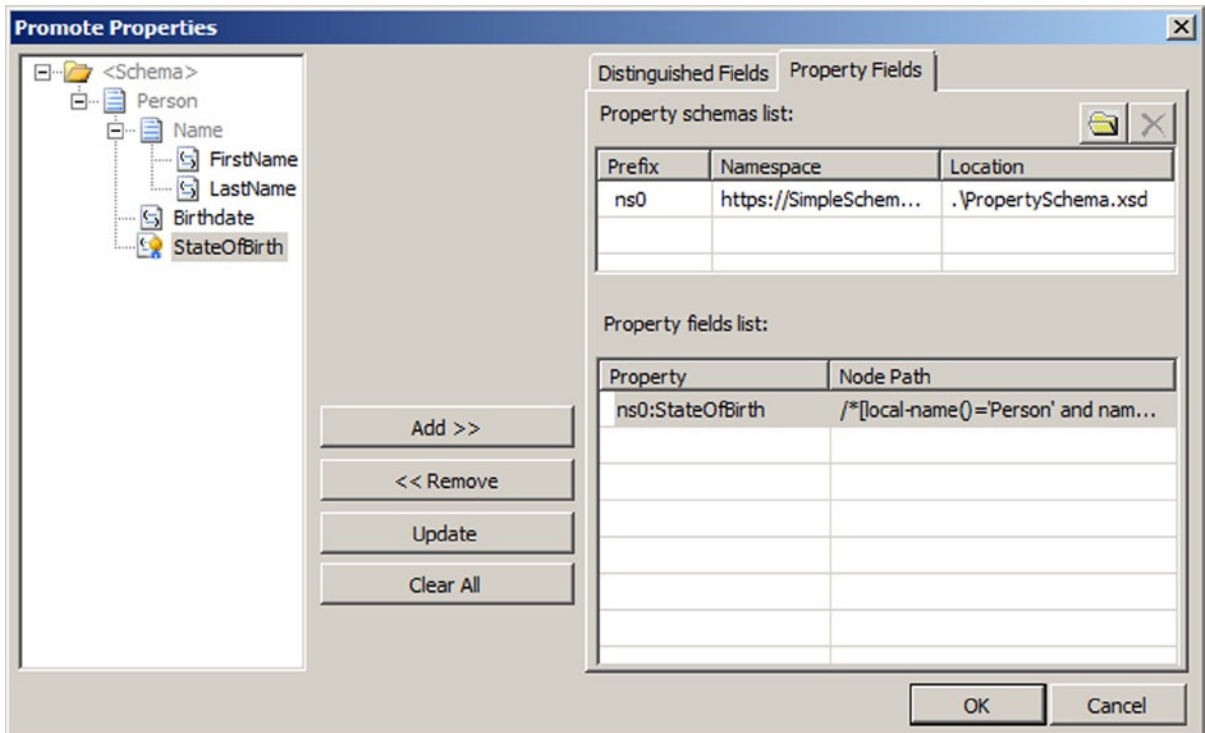 Promote Properties
<Schema>
Person
Name
FirstName
LastName
Birthdate
StateOfBirth
Add >>
<< Remove
Update
Clear All
Distinguished Fields Property Fields
Property schemas list:
Prefix Namespace Location
ns0 https://SimpleSchem... .\PropertySchema.xsd
Property fields list:
Property Node Path
ns0:StateOfBirth /*[local-name()='Person' and nam...
OK Cancel